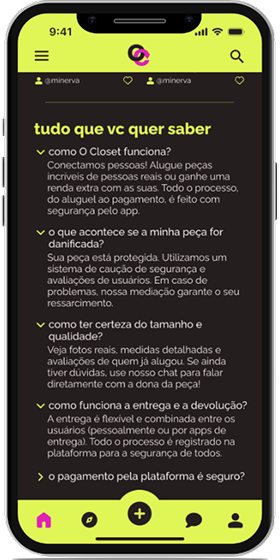 9:41
@minerva
@minerva
tudo que vc quer saber
como O Closet funciona?
Conectamos pessoas! Alugue peças
incríveis de pessoas reais ou ganhe uma
renda extra com as suas. Todo o processo,
do aluguel ao pagamento, é feito com
segurança pelo app.
o que acontece se a minha peça for
danificada?
Sua peça está protegida. Utilizamos um
sistema de caução de segurança e
avaliações de usuários. Em caso de
problemas, nossa mediação garante o seu
ressarcimento.
como ter certeza do tamanho e
qualidade?
Veja fotos reais, medidas detalhadas e
avaliações de quem já alugou. Se ainda
tiver dúvidas, use nosso chat para falar
diretamente com a dona da peça!
como funciona a entrega e a devolução?
A entrega é flexível e combinada entre os
usuários (pessoalmente ou por apps de
entrega). Todo o processo é registrado na
plataforma para a segurança de todos.
o pagamento pela plataforma é seguro?